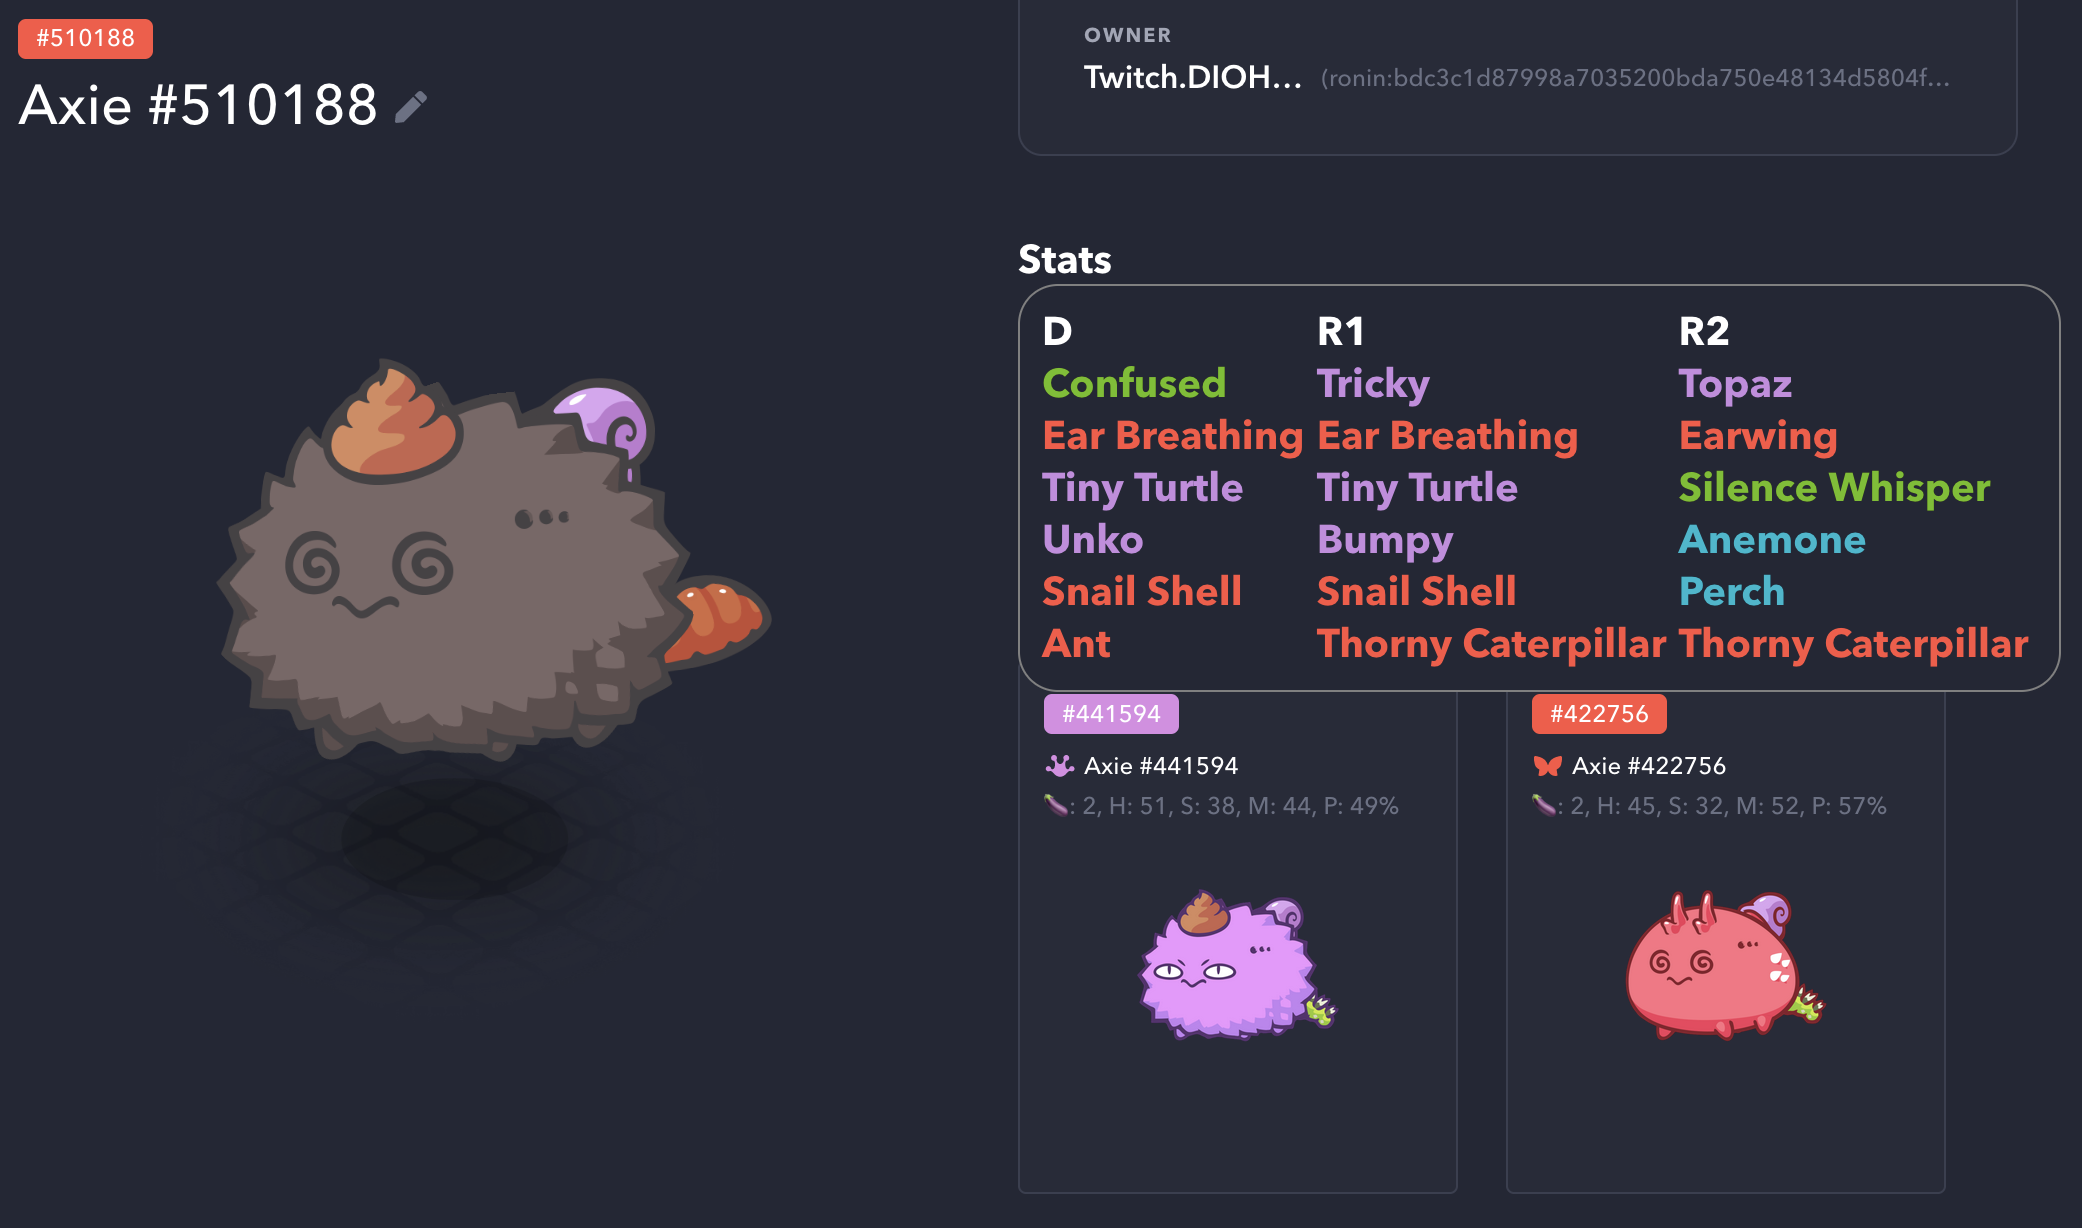 #510188
Axie #510188
OWNER
Twitch.DIOH... (ronin:bdc3c1d87998a7035200bda750e48134d5804f...
Stats
D R1 R2
Confused Tricky Topaz
Ear Breathing Ear Breathing Earwing
Tiny Turtle Tiny Turtle Silence Whisper
Unko Bumpy Anemone
Snail Shell Snail Shell Perch
Ant Thorny Caterpillar Thorny Caterpillar
#441594
Axie #441594
🍆: 2, H: 51, S: 38, M: 44, P: 49%
#422756
Axie #422756
🍆: 2, H: 45, S: 32, M: 52, P: 57%